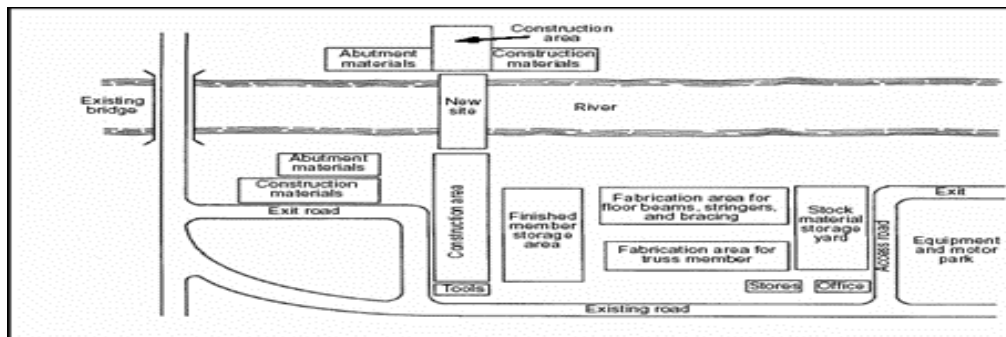 Construction
area
Abutment
materials
Construction
materials
Existing
bridge
New
site
River
Abutment
materials
Construction
materials
Exit road
Construction area
Finished
member
storage
area
Fabrication area for
floor beams, stringers,
and bracing
Fabrication area for
truss member
Stock
material
storage
yard
Access road
Exit
Equipment
and motor
park
Tools
Stores
Office
Existing road